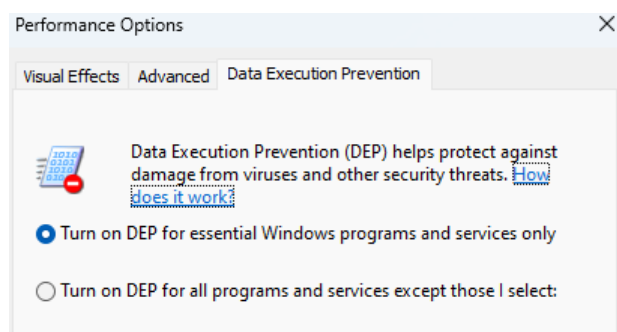 Performance Options
Visual Effects Advanced Data Execution Prevention
Data Execution Prevention (DEP) helps protect against
damage from viruses and other security threats. How
does it work?
Turn on DEP for essential Windows programs and services only
Turn on DEP for all programs and services except those I select: